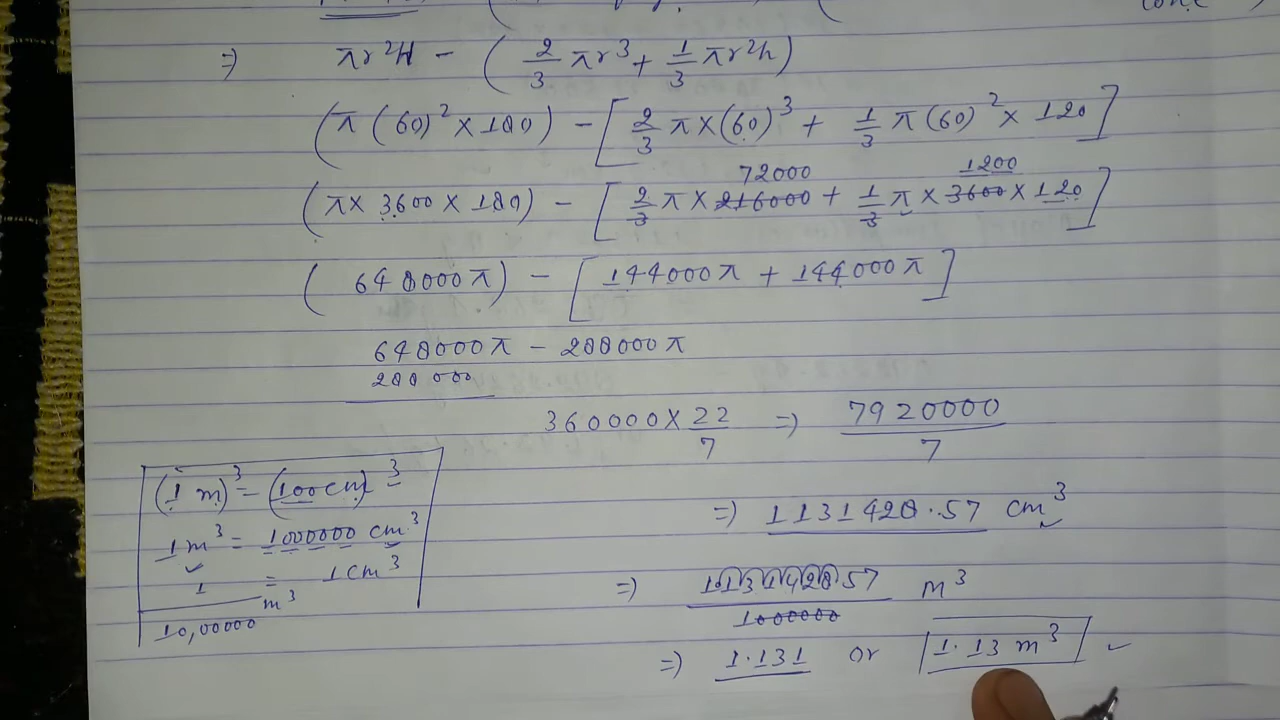 =) πr²H - ( 2/3 πr³ + 1/3 πr²h )
(π (60)² × 180) - [ 2/3 π × (60)³ + 1/3 π (60)² × 120 ]
72000 1200
(π × 3600 × 180) - [ 2/3 π × 216000 + 1/3 π × 3600 × 120 ]
( 648000π ) - [ 144000π + 144000π ]
648000π - 288000π
288000
360000 × 22/7 =) 7920000/7
=) 1131428.57 cm³
=) 1131428.57/1000000 m³
=) 1.131 or 1.13 m³
(1 m)³ = (100 cm)³
1 m³ = 1000000 cm³
1/10,00000 m³ = 1 cm³